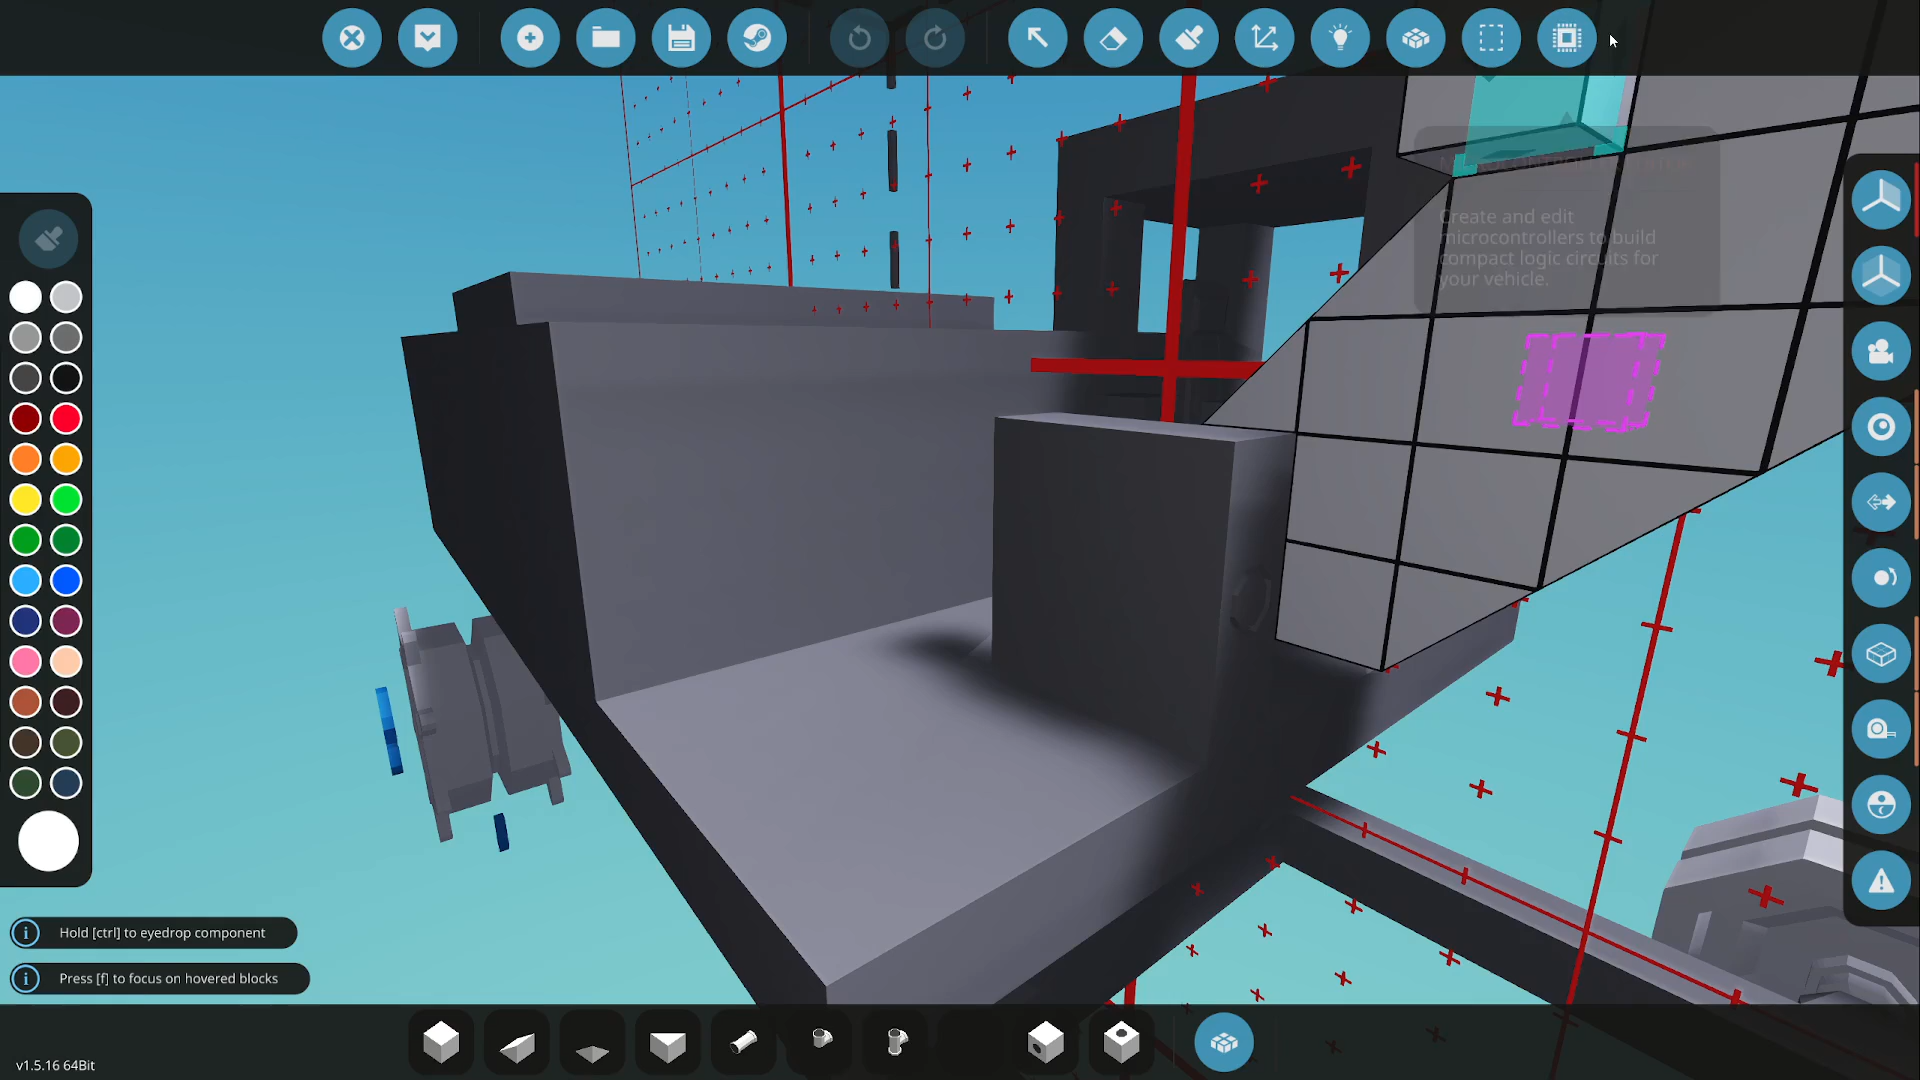 Create and edit
microcontrollers to build
compact logic circuits for
your vehicle.
Hold [ctrl] to eyedrop component
Press [f] to focus on hovered blocks
v1.5.16 64Bit